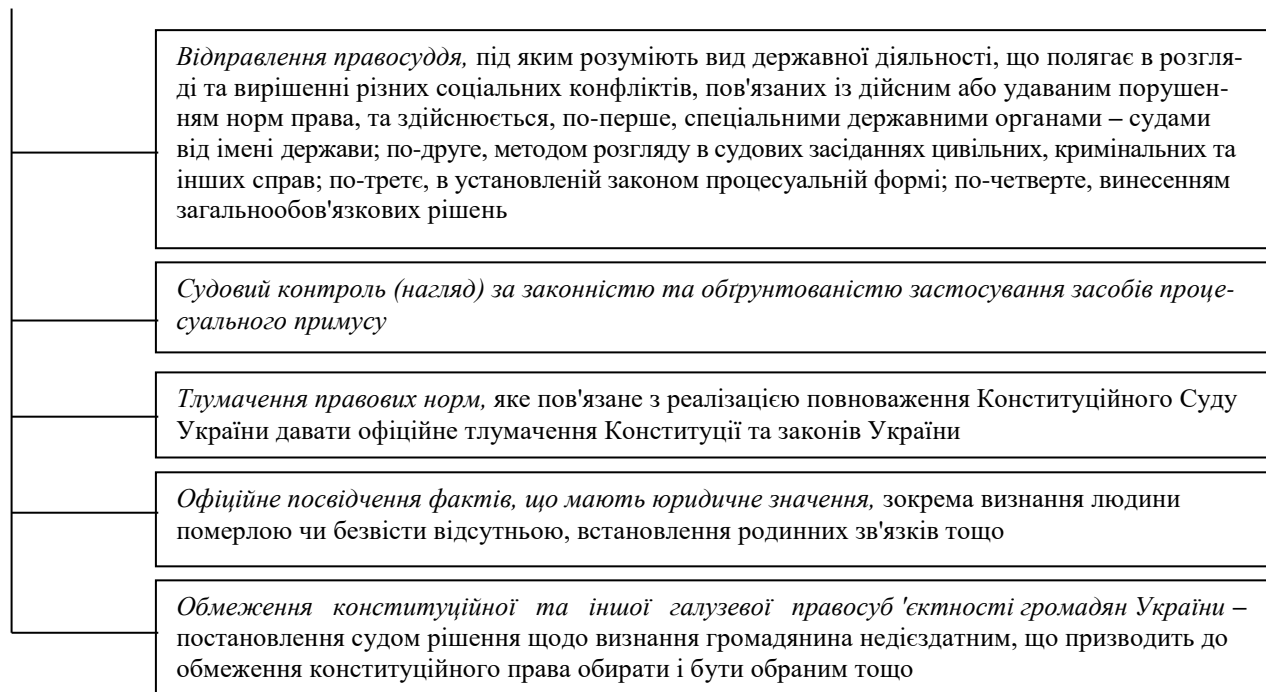 Відправлення правосуддя, під яким розуміють вид державної діяльності, що полягає в розгля-
ді та вирішенні різних соціальних конфліктів, пов'язаних із дійсним або удаваним порушен-
ням норм права, та здійснюється, по-перше, спеціальними державними органами – судами
від імені держави; по-друге, методом розгляду в судових засіданнях цивільних, кримінальних та
інших справ; по-третє, в установленій законом процесуальній формі; по-четверте, винесенням
загальнообов'язкових рішень
Судовий контроль (нагляд) за законністю та обґрунтованістю застосування засобів проце-
суального примусу
Тлумачення правових норм, яке пов'язане з реалізацією повноваження Конституційного Суду
України давати офіційне тлумачення Конституції та законів України
Офіційне посвідчення фактів, що мають юридичне значення, зокрема визнання людини
померлою чи безвісти відсутньою, встановлення родинних зв'язків тощо
Обмеження конституційної та іншої галузевої правосуб 'єктності громадян України –
постановлення судом рішення щодо визнання громадянина недієздатним, що призводить до
обмеження конституційного права обирати і бути обраним тощо